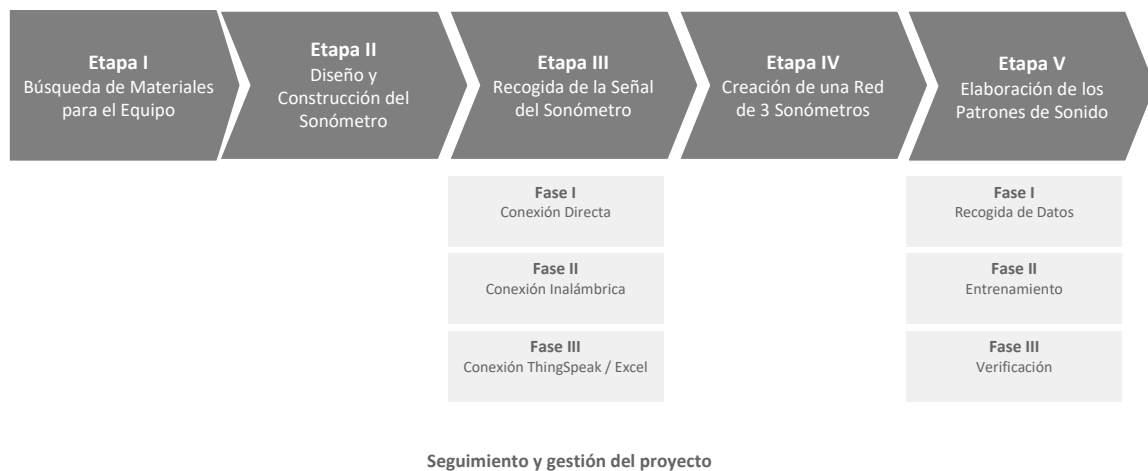 Etapa I
Búsqueda de Materiales
para el Equipo
Etapa II
Diseño y
Construcción del
Sonómetro
Etapa III
Recogida de la Señal
del Sonómetro
Etapa IV
Creación de una Red
de 3 Sonómetros
Etapa V
Elaboración de los
Patrones de Sonido
Fase I
Conexión Directa
Fase II
Conexión Inalámbrica
Fase III
Conexión ThingSpeak / Excel
Fase I
Recogida de Datos
Fase II
Entrenamiento
Fase III
Verificación
Seguimiento y gestión del proyecto